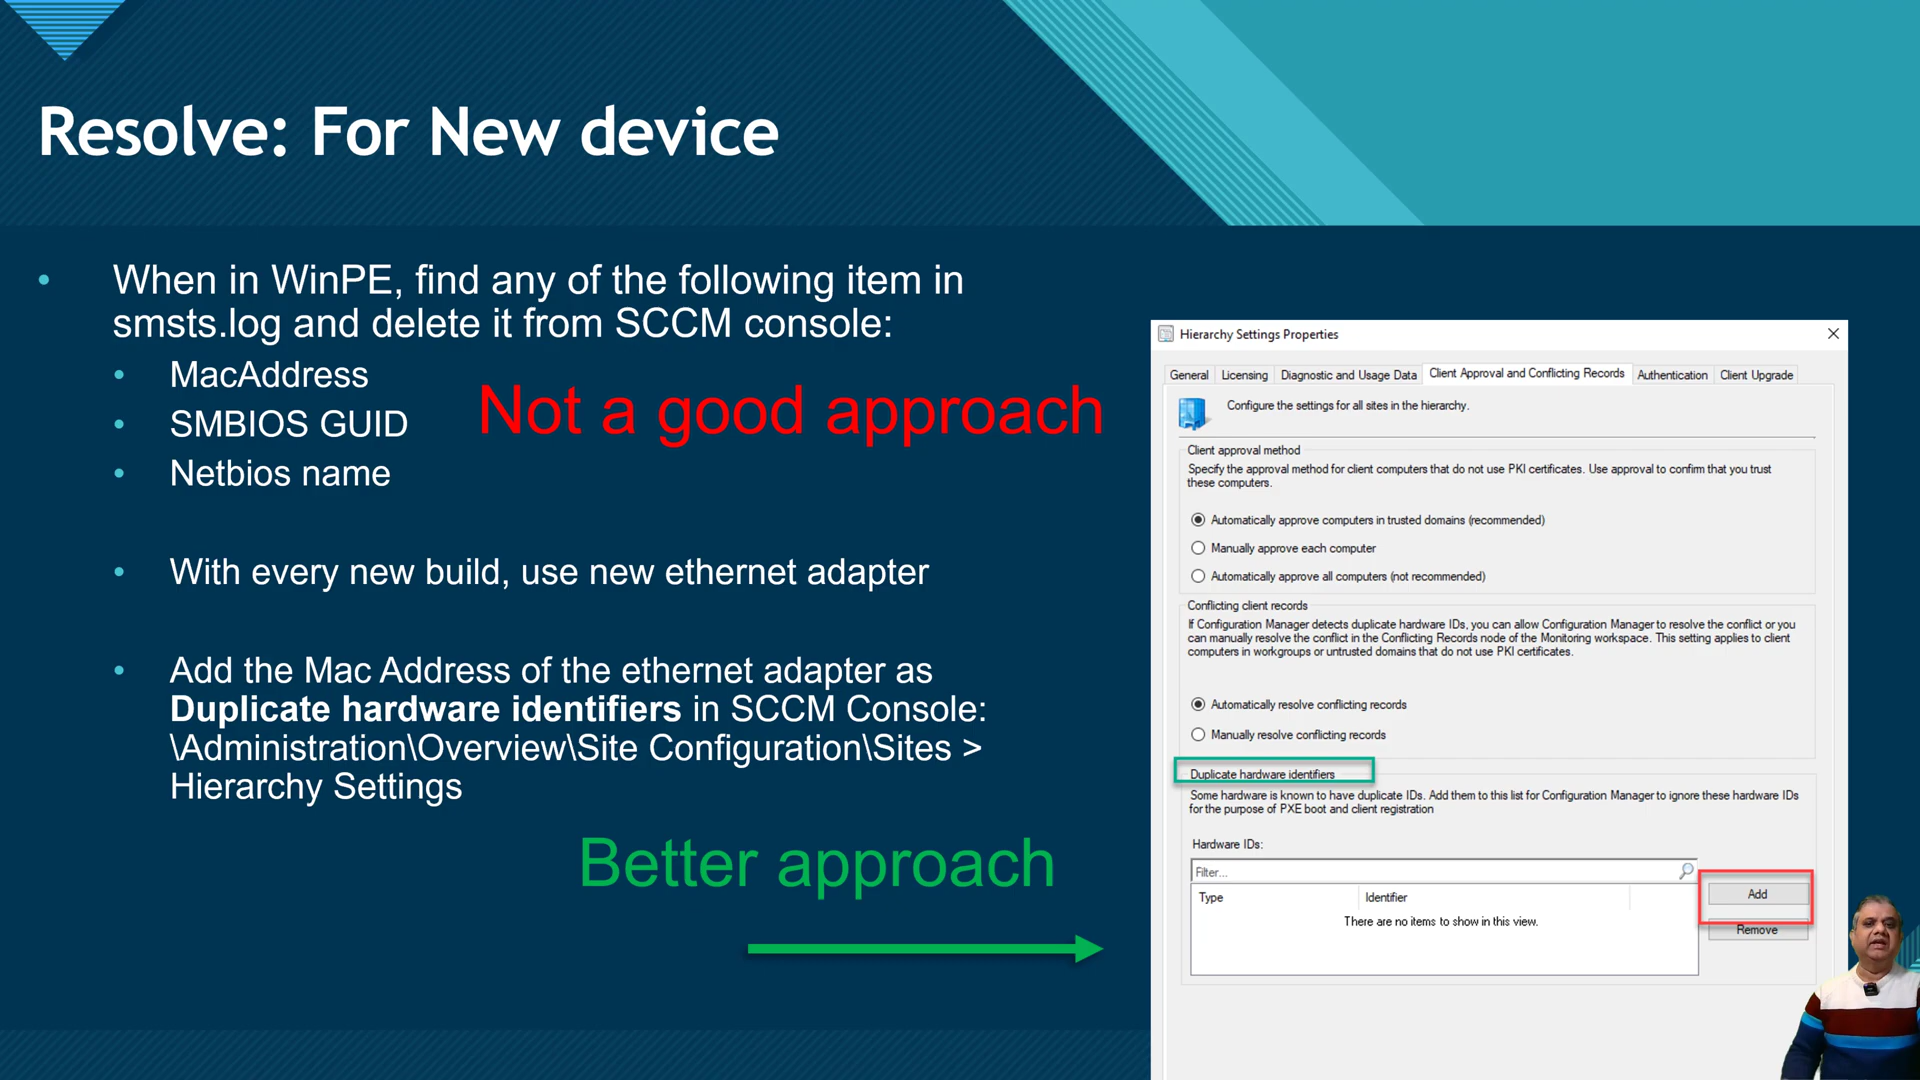 Resolve: For New device
When in WinPE, find any of the following item in
smsts.log and delete it from SCCM console:
MacAddress
SMBIOS GUID
Netbios name
Not a good approach
With every new build, use new ethernet adapter
Add the Mac Address of the ethernet adapter as
Duplicate hardware identifiers in SCCM Console:
\Administration\Overview\Site Configuration\Sites >
Hierarchy Settings
Better approach
Hierarchy Settings Properties
General Licensing Diagnostic and Usage Data Client Approval and Conflicting Records Authentication Client Upgrade
Configure the settings for all sites in the hierarchy.
Client approval method
Specify the approval method for client computers that do not use PKI certificates. Use approval to confirm that you trust
these computers.
Automatically approve computers in trusted domains (recommended)
Manually approve each computer
Automatically approve all computers (not recommended)
Conflicting client records
If Configuration Manager detects duplicate hardware IDs, you can allow Configuration Manager to resolve the conflict or you
can manually resolve the conflict in the Conflicting Records node of the Monitoring workspace. This setting applies to client
computers in workgroups or untrusted domains that do not use PKI certificates.
Automatically resolve conflicting records
Manually resolve conflicting records
Duplicate hardware identifiers
Some hardware is known to have duplicate IDs. Add them to this list for Configuration Manager to ignore these hardware IDs
for the purpose of PXE boot and client registration
Hardware IDs:
Filter...
Type Identifier
There are no items to show in this view.
Add
Remove